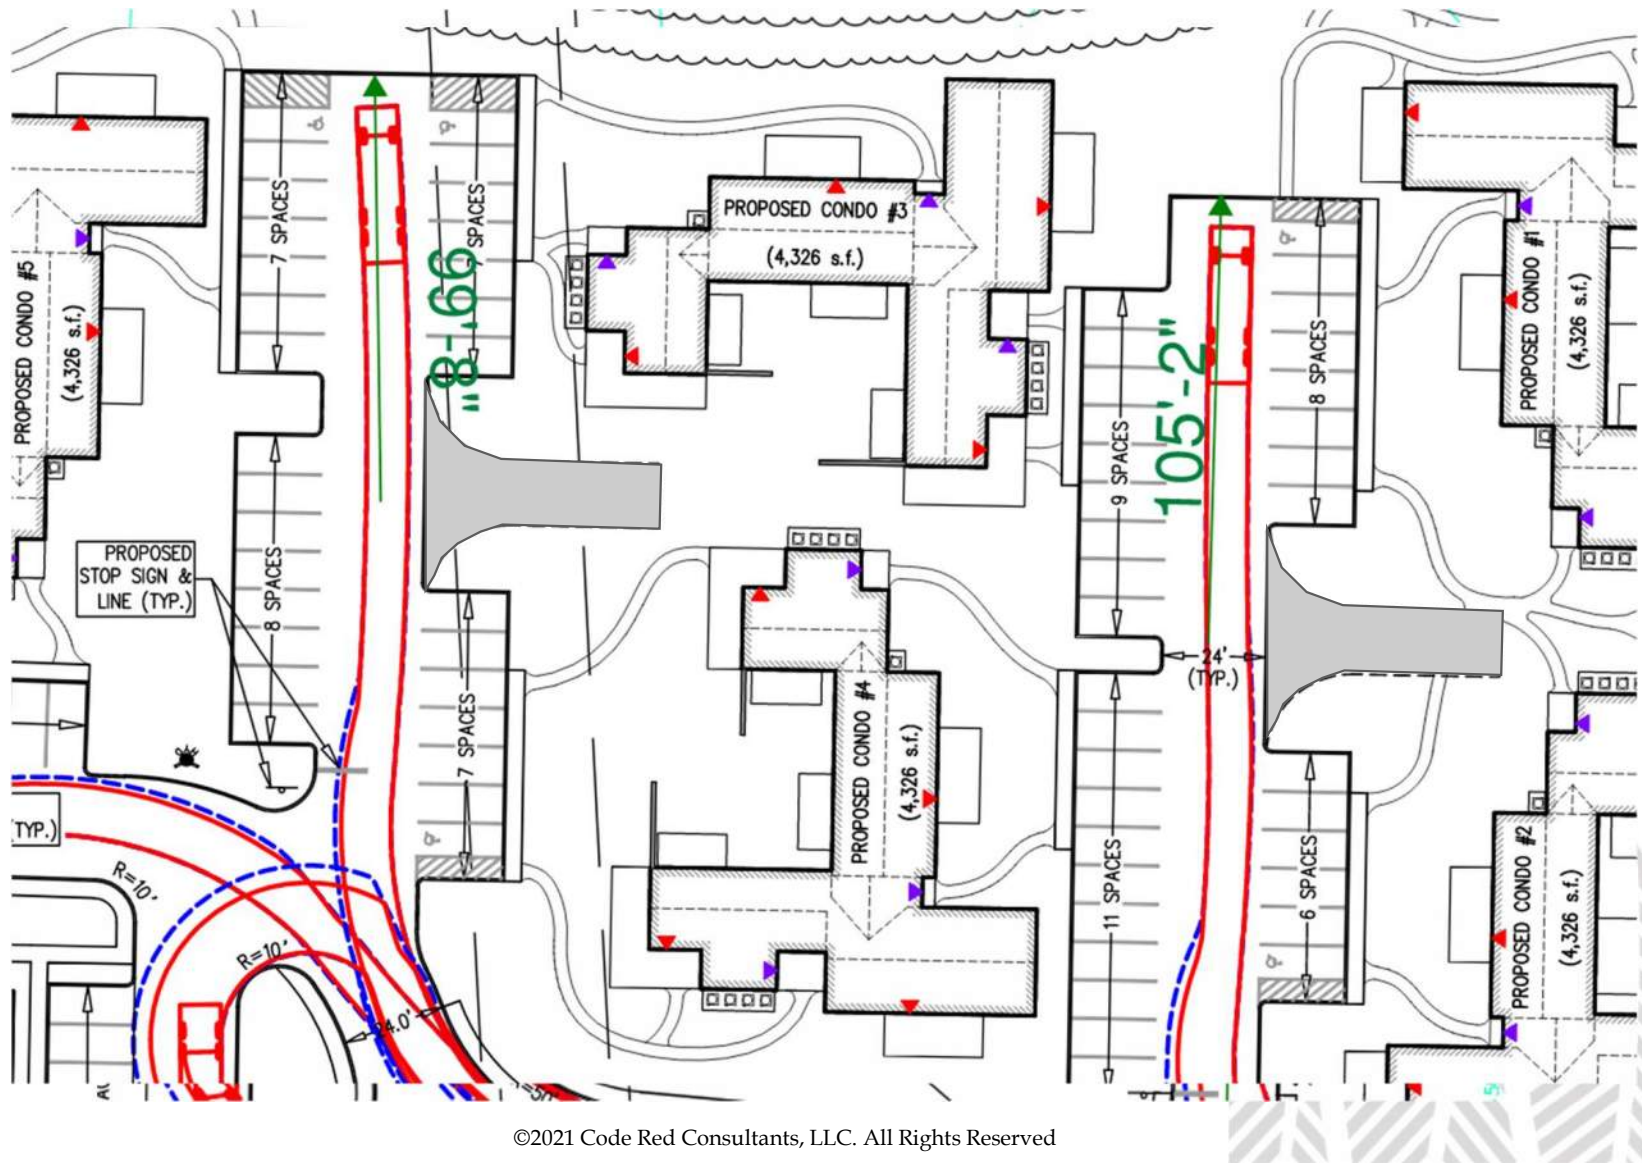 7 SPACES
7 SPACES
PROPOSED CONDO #3
(4,326 s.f.)
PROPOSED CONDO #5
(4,326 s.f.)
PROPOSED CONDO #1
(4,326 s.f.)
8 SPACES
9 SPACES
105'-2"
PROPOSED
STOP SIGN &
LINE (TYP.)
8 SPACES
24'
(TYP.)
7 SPACES
PROPOSED CONDO #4
(4,326 s.f.)
(TYP.)
R=10'
R=10'
24.0'
11 SPACES
6 SPACES
PROPOSED CONDO #2
(4,326 s.f.)
©2021 Code Red Consultants, LLC. All Rights Reserved